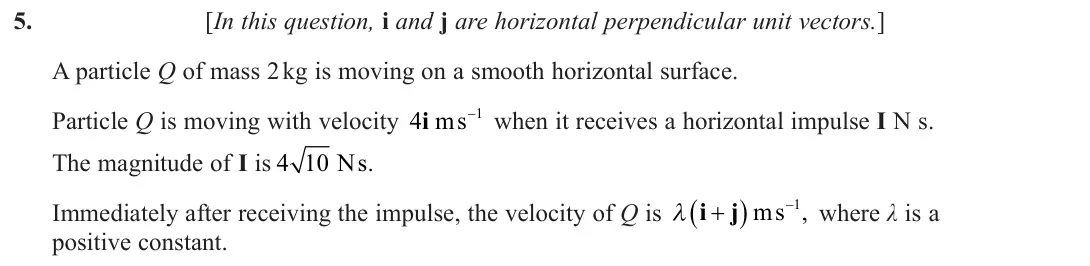 5. [In this question, i and j are horizontal perpendicular unit vectors.]
A particle Q of mass 2 kg is moving on a smooth horizontal surface.
Particle Q is moving with velocity 4i m s⁻¹ when it receives a horizontal impulse I N s.
The magnitude of I is 4√10 N s.
Immediately after receiving the impulse, the velocity of Q is λ(i + j) m s⁻¹, where λ is a
positive constant.